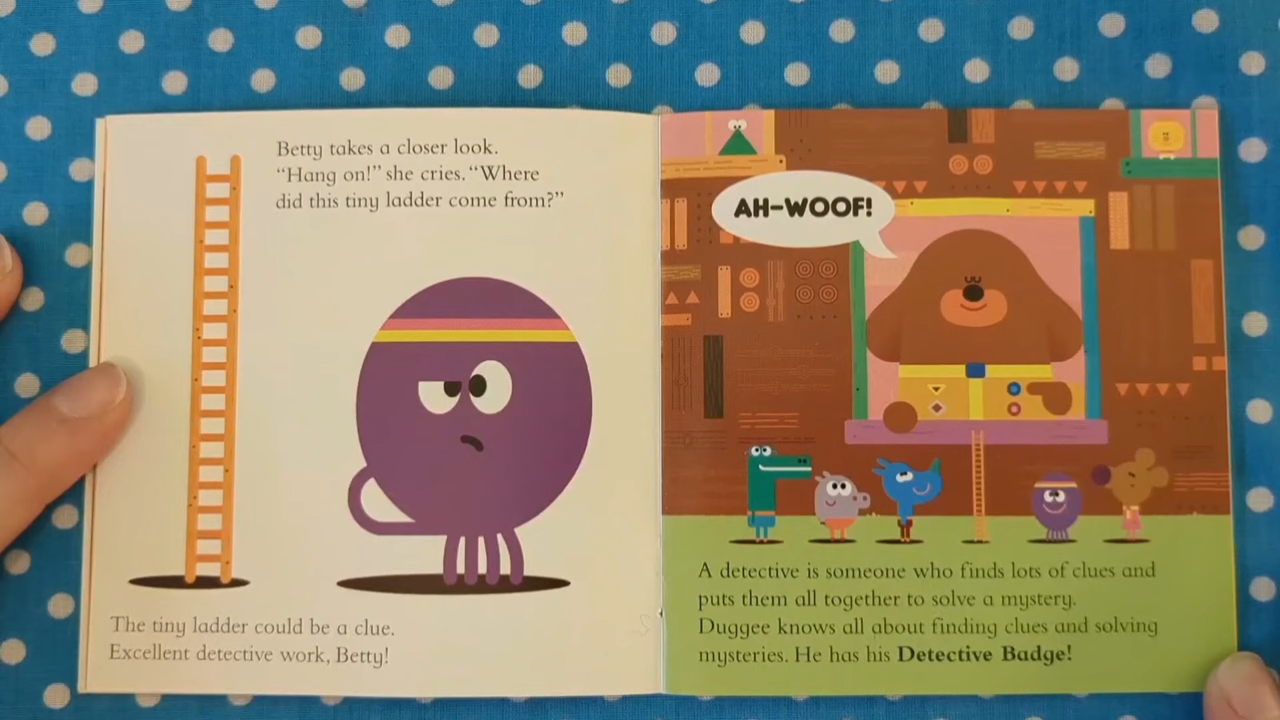 Betty takes a closer look.
“Hang on!” she cries. “Where
did this tiny ladder come from?”
The tiny ladder could be a clue.
Excellent detective work, Betty!
AH-WOOF!
A detective is someone who finds lots of clues and
puts them all together to solve a mystery.
Duggee knows all about finding clues and solving
mysteries. He has his Detective Badge!